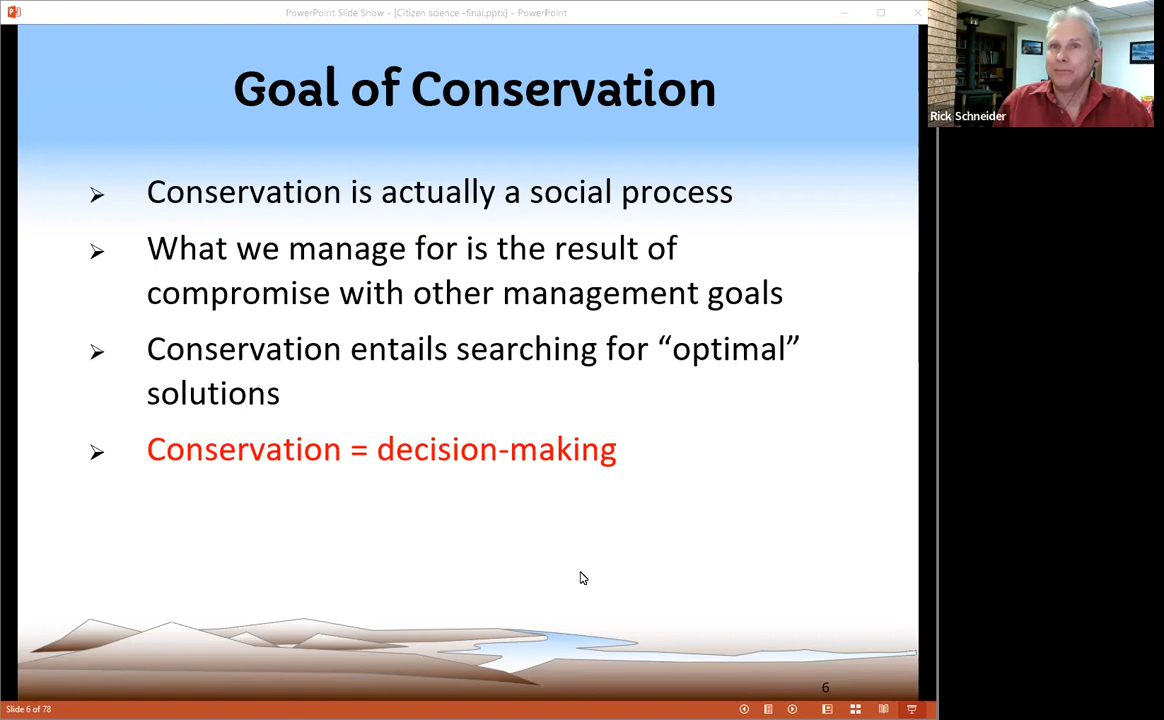 PowerPoint Slide Show - [Citizen science -final.pptx] - PowerPoint
Rick Schneider
Goal of Conservation
Conservation is actually a social process
What we manage for is the result of
compromise with other management goals
Conservation entails searching for “optimal”
solutions
Conservation = decision-making
6
Slide 6 of 78